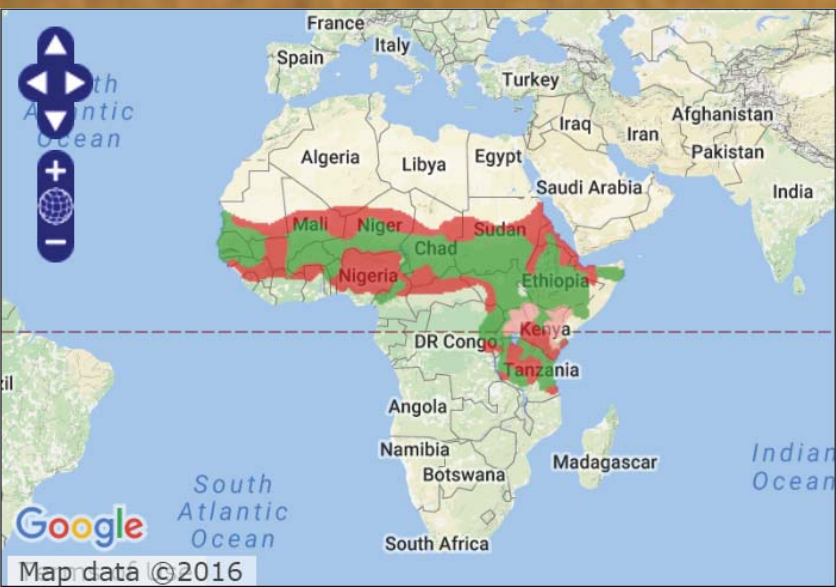 France
Italy
Spain
Turkey
th
Atlantic
Ocean
Afghanistan
Iraq
Iran
Pakistan
Algeria
Libya
Egypt
Saudi Arabia
India
Mali
Niger
Sudan
Chad
Nigeria
Ethiopia
Kenya
DR Congo
Tanzania
zil
Angola
Namibia
Botswana
Madagascar
Indian
Ocean
South
Atlantic
Ocean
South Africa
Google
Map data ©2016